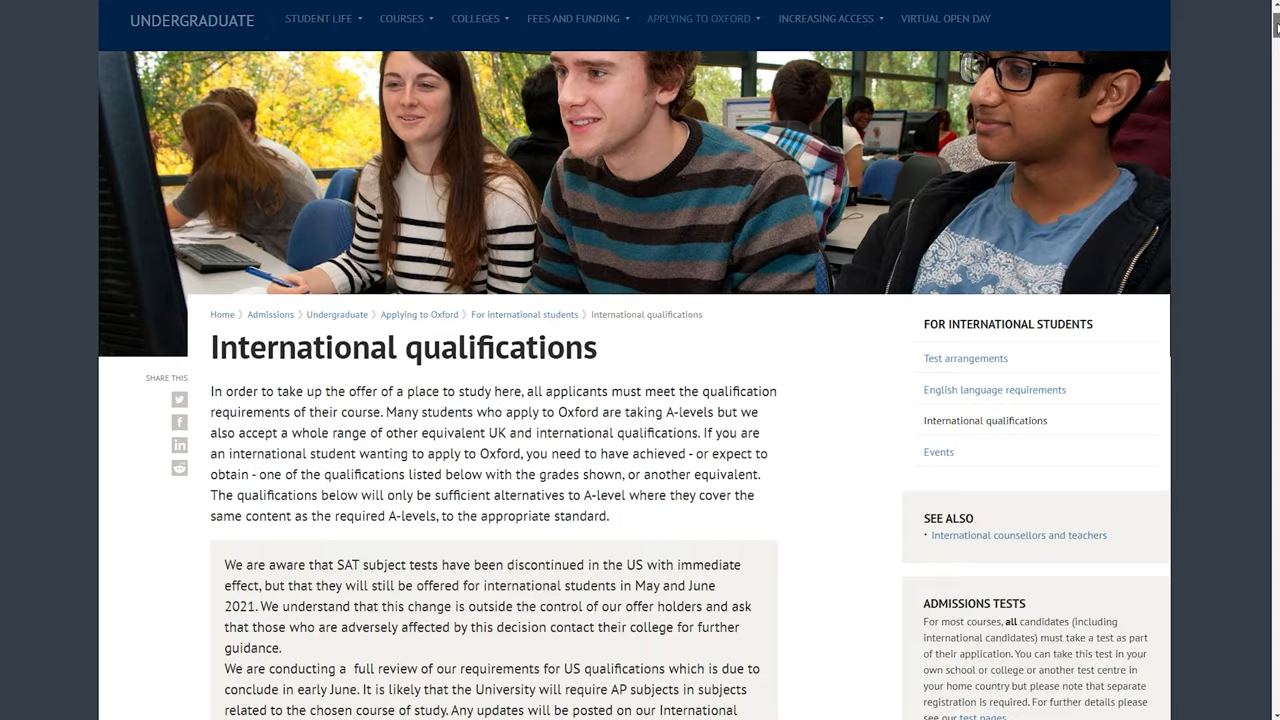 UNDERGRADUATE
STUDENT LIFE
COURSES
COLLEGES
FEES AND FUNDING
APPLYING TO OXFORD
INCREASING ACCESS
VIRTUAL OPEN DAY
Home 〉 Admissions 〉 Undergraduate 〉 Applying to Oxford 〉 For international students 〉 International qualifications
International qualifications
SHARE THIS
In order to take up the offer of a place to study here, all applicants must meet the qualification
requirements of their course. Many students who apply to Oxford are taking A-levels but we
also accept a whole range of other equivalent UK and international qualifications. If you are
an international student wanting to apply to Oxford, you need to have achieved - or expect to
obtain - one of the qualifications listed below with the grades shown, or another equivalent.
The qualifications below will only be sufficient alternatives to A-level where they cover the
same content as the required A-levels, to the appropriate standard.
We are aware that SAT subject tests have been discontinued in the US with immediate
effect, but that they will still be offered for international students in May and June
2021. We understand that this change is outside the control of our offer holders and ask
that those who are adversely affected by this decision contact their college for further
guidance.
We are conducting a full review of our requirements for US qualifications which is due to
conclude in early June. It is likely that the University will require AP subjects in subjects
related to the chosen course of study. Any updates will be posted on our International
FOR INTERNATIONAL STUDENTS
Test arrangements
English language requirements
International qualifications
Events
SEE ALSO
• International counsellors and teachers
ADMISSIONS TESTS
For most courses, all candidates (including
international candidates) must take a test as part
of their application. You can take this test in your
own school or college or another test centre in
your home country but please note that separate
registration is required. For further details please
see our test pages.